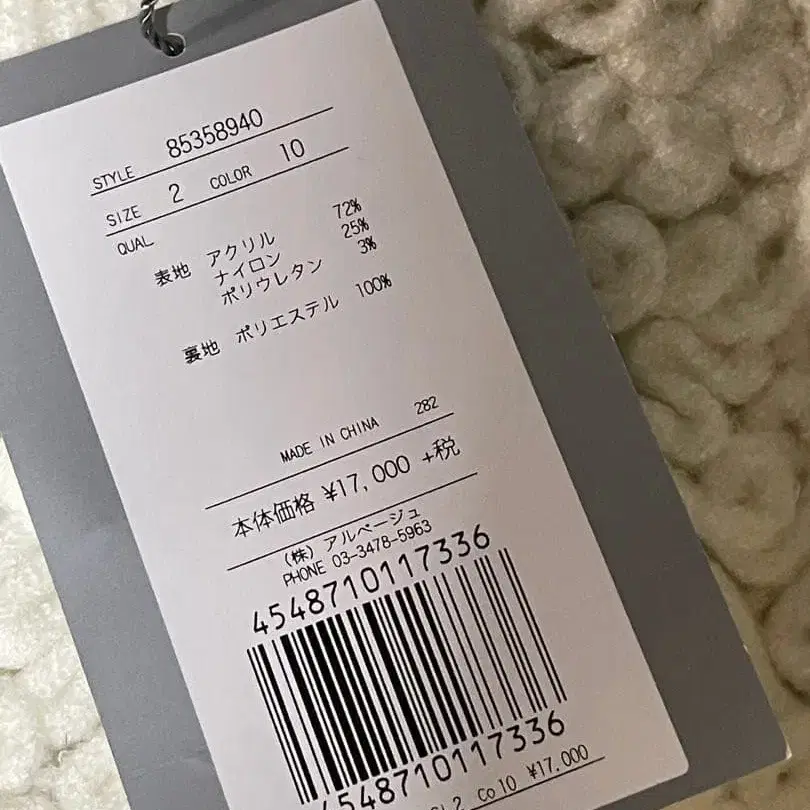 STYLE 85358940
SIZE 2 COLOR 10
QUAL
表地 アクリル 72%
ナイロン 25%
ポリウレタン 3%
裏地 ポリエステル 100%
MADE IN CHINA 282
本体価格 ¥17,000 +税
(株) アルページュ
PHONE 03-3478-5963
4548710117336
4548710117336
2 Co10 ¥17,000